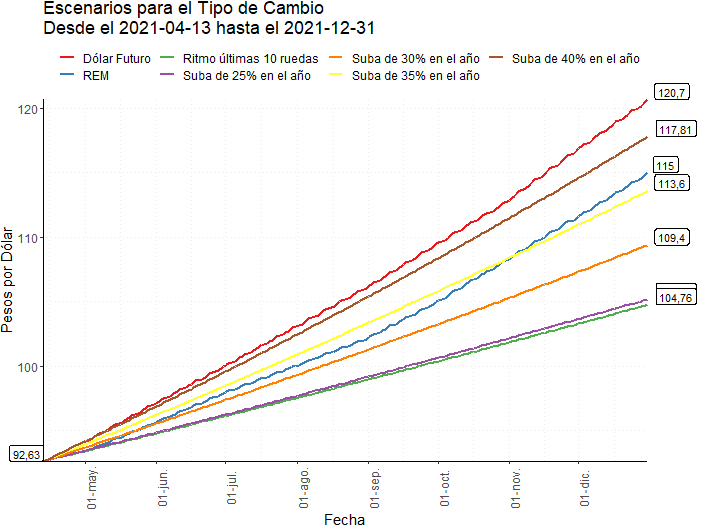 Escenarios para el Tipo de Cambio
Desde el 2021-04-13 hasta el 2021-12-31
Dólar Futuro
Ritmo últimas 10 ruedas
Suba de 30% en el año
Suba de 40% en el año
REM
Suba de 25% en el año
Suba de 35% en el año
120,7
120
117,81
115
113,6
110
109,4
104,76
100
92,63
Pesos por Dólar
01-may.
01-jun.
01-jul.
01-ago.
01-sep.
01-oct.
01-nov.
01-dic.
Fecha